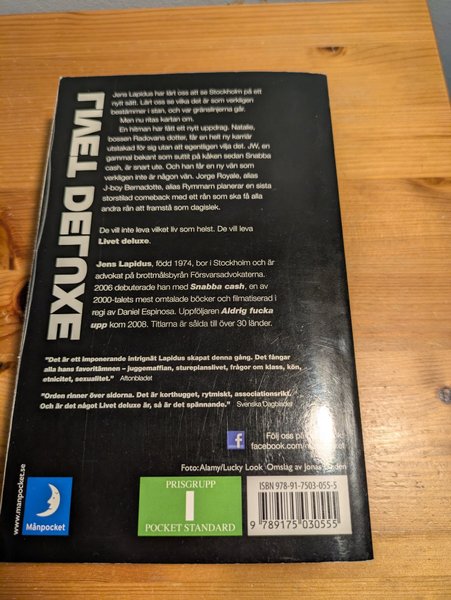 LIVET DELUXE
Jens Lapidus har lärt oss att se Stockholm på ett
nytt sätt. Lärt oss se vilka det är som verkligen
bestämmer i stan, och var gränslinjerna går.
Men nu ritas kartan om.
En hitman har fått ett nytt uppdrag. Natalie,
bossen Radovans dotter, får en helt ny karriär
utstakad för sig utan att egentligen vilja det. JW, en
gammal bekant som suttit på kåken sedan Snabba
cash, är snart ute. Och han får en ny vän som
verkligen inte är någon vän. Jorge Royale, alias
J-boy Bernadotte, alias Rymmarn planerar en sista
storstilad comeback med ett rån som ska få alla
andra rån att framstå som dagislek.
De vill inte leva vilket liv som helst. De vill leva
Livet deluxe.
Jens Lapidus, född 1974, bor i Stockholm och är
advokat på brottmålsbyrån Försvarsadvokaterna.
2006 debuterade han med Snabba cash, en av
2000-talets mest omtalade böcker och filmatiserad i
regi av Daniel Espinosa. Uppföljaren Aldrig fucka
upp kom 2008. Titlarna är sålda till över 30 länder.
"Det är ett imponerande intrignät Lapidus skapat denna gång. Det fångar
alla hans favoritämnen – juggemaffian, stureplanslivet, frågor om klass, kön,
etnicitet, sexualitet." Aftonbladet
"Orden rinner över sidorna. Det är korthugget, rytmiskt, associationsrikt.
Och är det något Livet deluxe är, så är det spännande." Svenska Dagbladet
f
Följ oss på
facebook.com/
Foto: Alamy/Lucky Look Omslag av Jonas
www.manpocket.se
Månpocket
PRISGRUPP
I
POCKET STANDARD
ISBN 978-91-7503-055-5
9 789175 030555